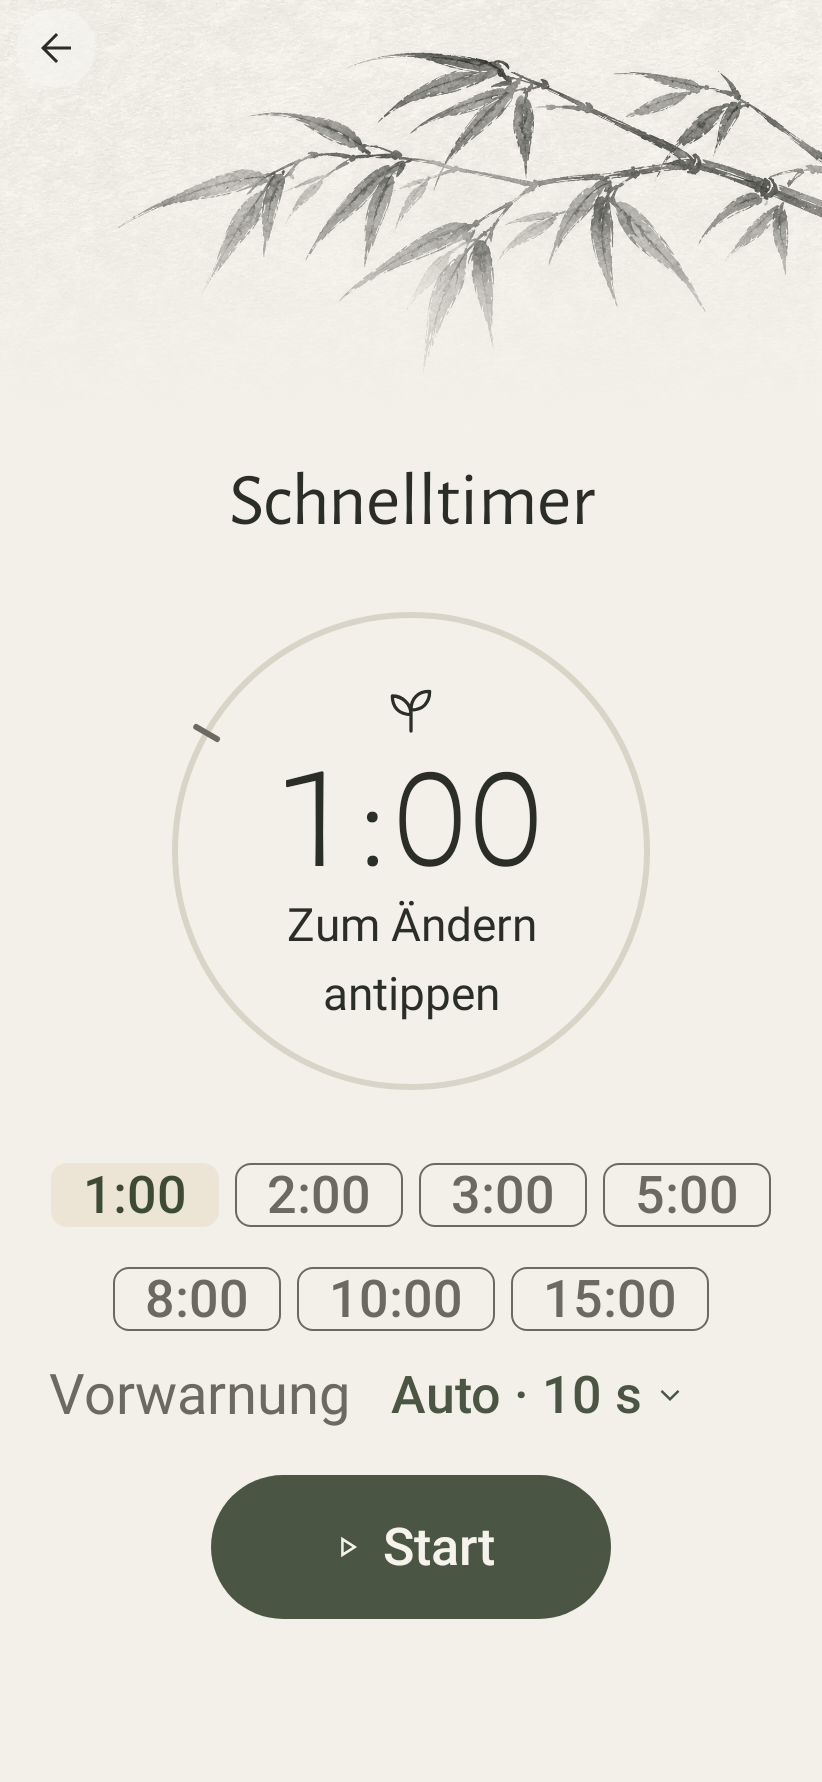 Schnelltimer
1:00
Zum Ändern
antippen
1:00 2:00 3:00 5:00
8:00 10:00 15:00
Vorwarnung Auto · 10 s
Start